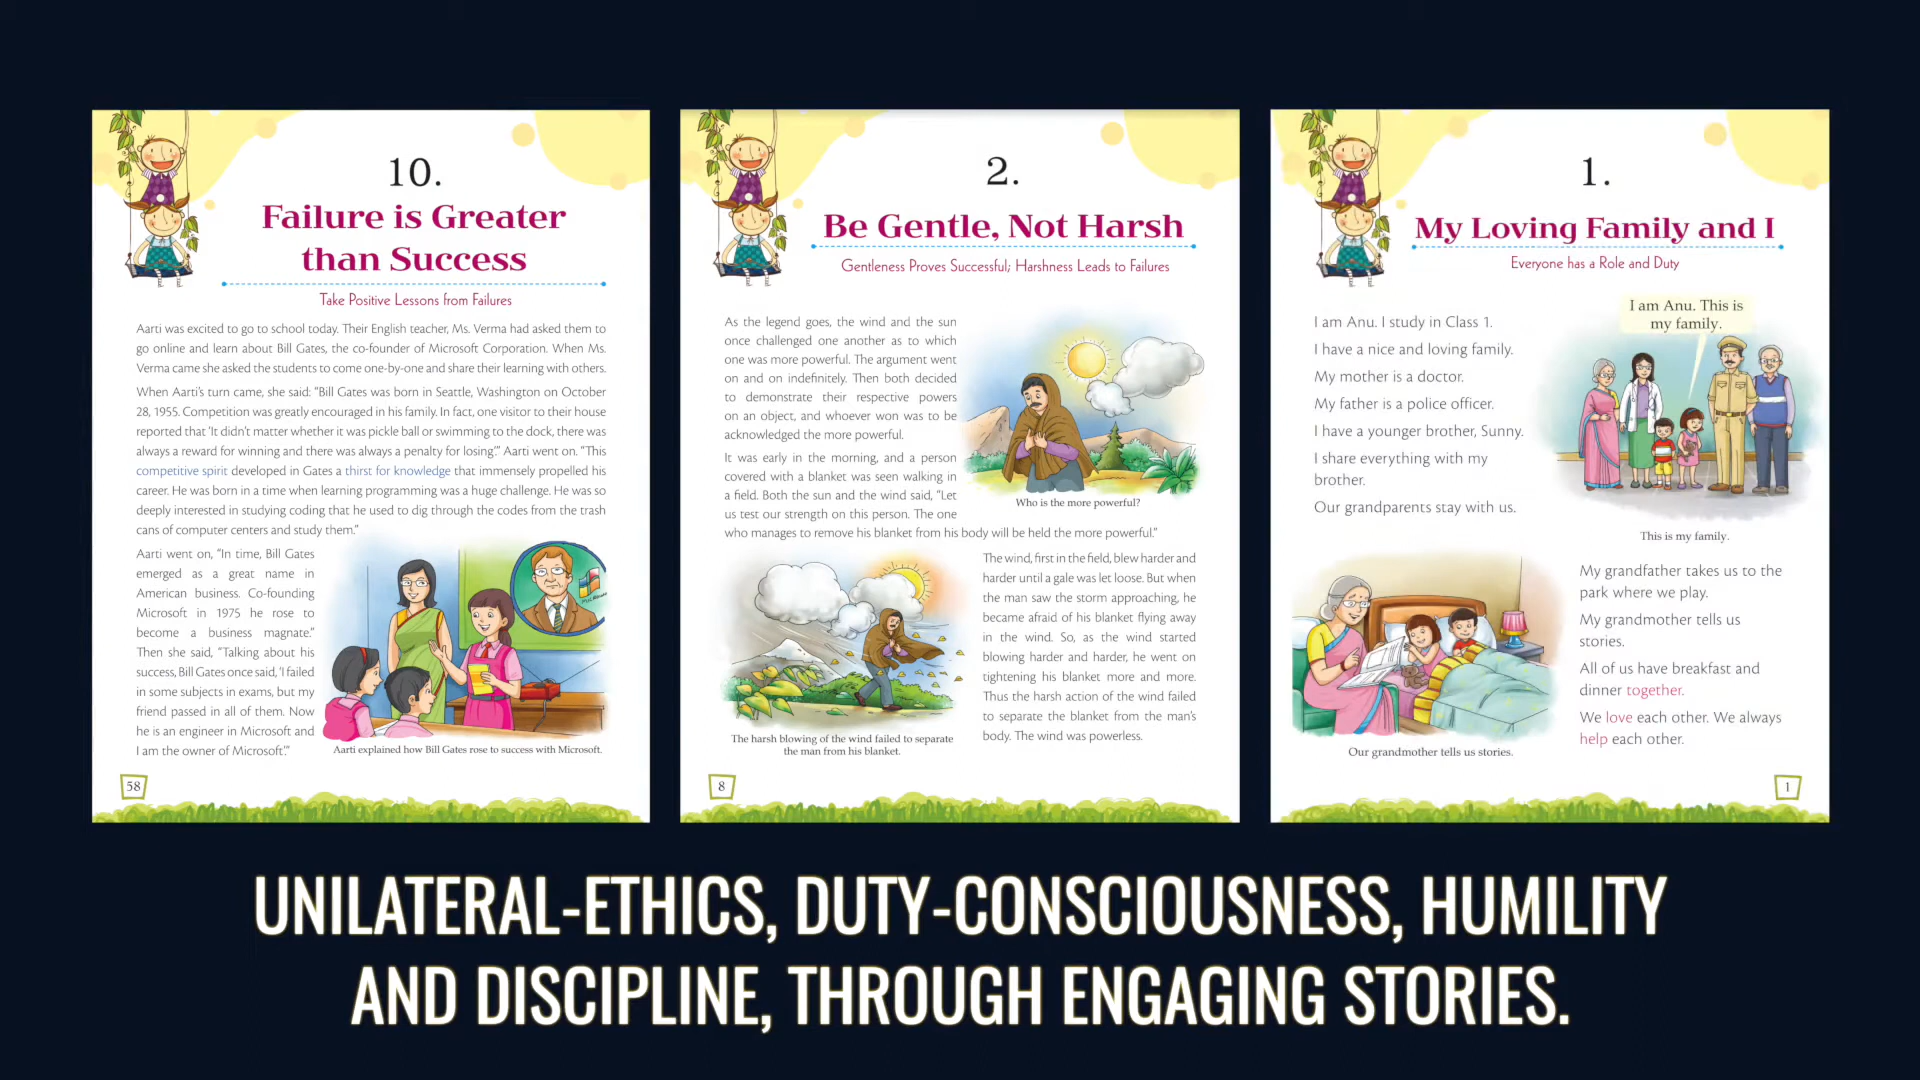 10.
Failure is Greater
than Success
Take Positive Lessons from Failures
Aarti was excited to go to school today. Their English teacher, Ms. Verma had asked them to
go online and learn about Bill Gates, the co-founder of Microsoft Corporation. When Ms.
Verma came she asked the students to come one-by-one and share their learning with others.
When Aarti's turn came, she said: "Bill Gates was born in Seattle, Washington on October
28, 1955. Competition was greatly encouraged in his family. In fact, one visitor to their house
reported that 'It didn't matter whether it was pickle ball or swimming to the dock, there was
always a reward for winning and there was always a penalty for losing'." Aarti went on. "This
competitive spirit developed in Gates a thirst for knowledge that immensely propelled his
career. He was born in a time when learning programming was a huge challenge. He was so
deeply interested in studying coding that he used to dig through the codes from the trash
cans of computer centers and study them."
Aarti went on, "In time, Bill Gates
emerged as a great name in
American business. Co-founding
Microsoft in 1975 he rose to
become a business magnate."
Then she said, "Talking about his
success, Bill Gates once said, 'I failed
in some subjects in exams, but my
friend passed in all of them. Now
he is an engineer in Microsoft and
I am the owner of Microsoft'."
Aarti explained how Bill Gates rose to success with Microsoft.
58
2.
Be Gentle, Not Harsh
Gentleness Proves Successful; Harshness Leads to Failures
As the legend goes, the wind and the sun
once challenged one another as to which
one was more powerful. The argument went
on and on indefinitely. Then both decided
to demonstrate their respective powers
on an object, and whoever won was to be
acknowledged the more powerful.
It was early in the morning, and a person
covered with a blanket was seen walking in
a field. Both the sun and the wind said, "Let
us test our strength on this person. The one
who manages to remove his blanket from his body will be held the more powerful."
Who is the more powerful?
The wind, first in the field, blew harder and
harder until a gale was let loose. But when
the man saw the storm approaching, he
became afraid of his blanket flying away
in the wind. So, as the wind started
blowing harder and harder, he went on
tightening his blanket more and more.
Thus the harsh action of the wind failed
to separate the blanket from the man's
body. The wind was powerless.
The harsh blowing of the wind failed to separate
the man from his blanket.
8
1.
My Loving Family and I
Everyone has a Role and Duty
I am Anu. I study in Class 1.
I have a nice and loving family.
My mother is a doctor.
My father is a police officer.
I have a younger brother, Sunny.
I share everything with my
brother.
Our grandparents stay with us.
I am Anu. This is
my family.
This is my family.
My grandfather takes us to the
park where we play.
My grandmother tells us
stories.
All of us have breakfast and
dinner together.
We love each other. We always
help each other.
Our grandmother tells us stories.
1
UNILATERAL-ETHICS, DUTY-CONSCIOUSNESS, HUMILITY
AND DISCIPLINE, THROUGH ENGAGING STORIES.